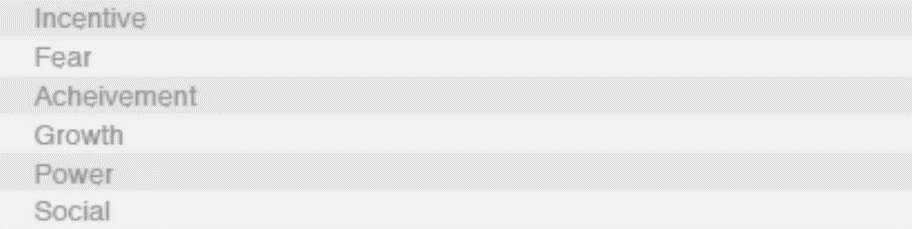 Incentive
Fear
Acheivement
Growth
Power
Social